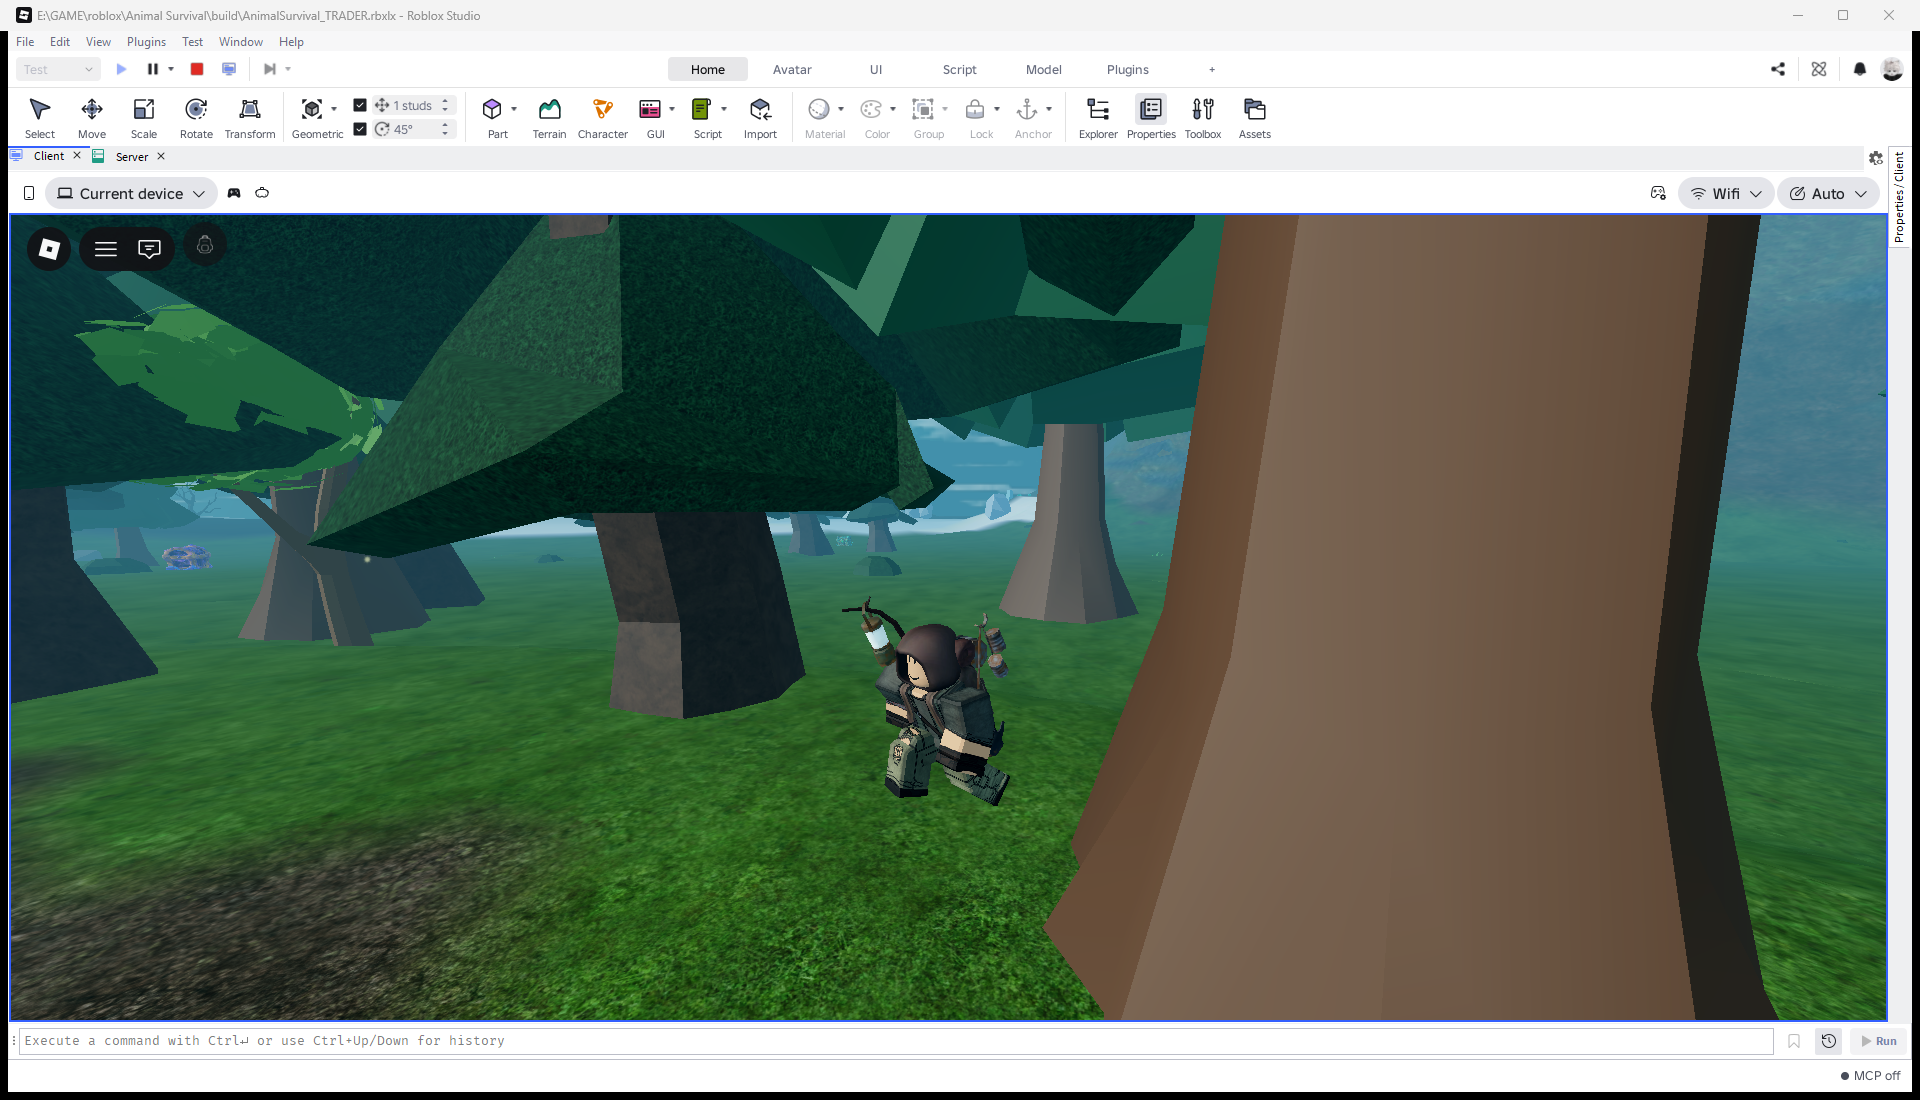 E:\GAME\roblox\Animal Survival\build\AnimalSurvival_TRADER.rbxlx - Roblox Studio
File Edit View Plugins Test Window Help
Test
Home Avatar UI Script Model Plugins +
1 studs
45°
Select Move Scale Rotate Transform Geometric Part Terrain Character GUI Script Import Material Color Group Lock Anchor Explorer Properties Toolbox Assets
Client Server
Properties / Client
Current device Wifi Auto
Execute a command with Ctrl↵ or use Ctrl+Up/Down for history
Run
MCP off